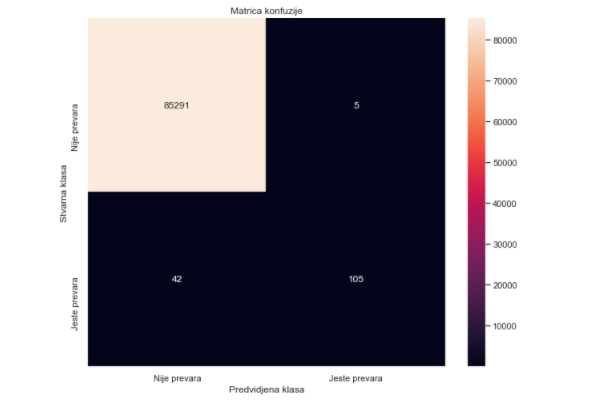 Matrica konfuzije
Nije prevara
Jeste prevara
Stvarna klasa
85291
5
42
105
Nije prevara
Jeste prevara
Predvidjena klasa
80000
70000
60000
50000
40000
30000
20000
10000